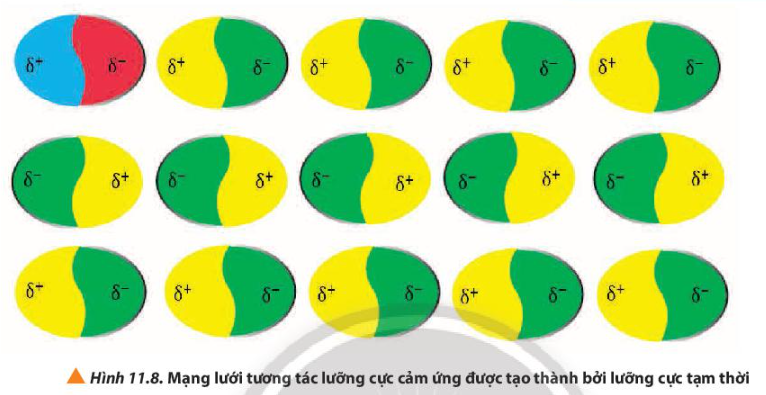 δ+ δ− δ+ δ− δ+ δ− δ+ δ− δ+ δ−
δ− δ+ δ− δ+ δ− δ+ δ− δ+ δ− δ+
δ+ δ− δ+ δ− δ+ δ− δ+ δ− δ+ δ−
Hình 11.8. Mạng lưới tương tác lưỡng cực cảm ứng được tạo thành bởi lưỡng cực tạm thời